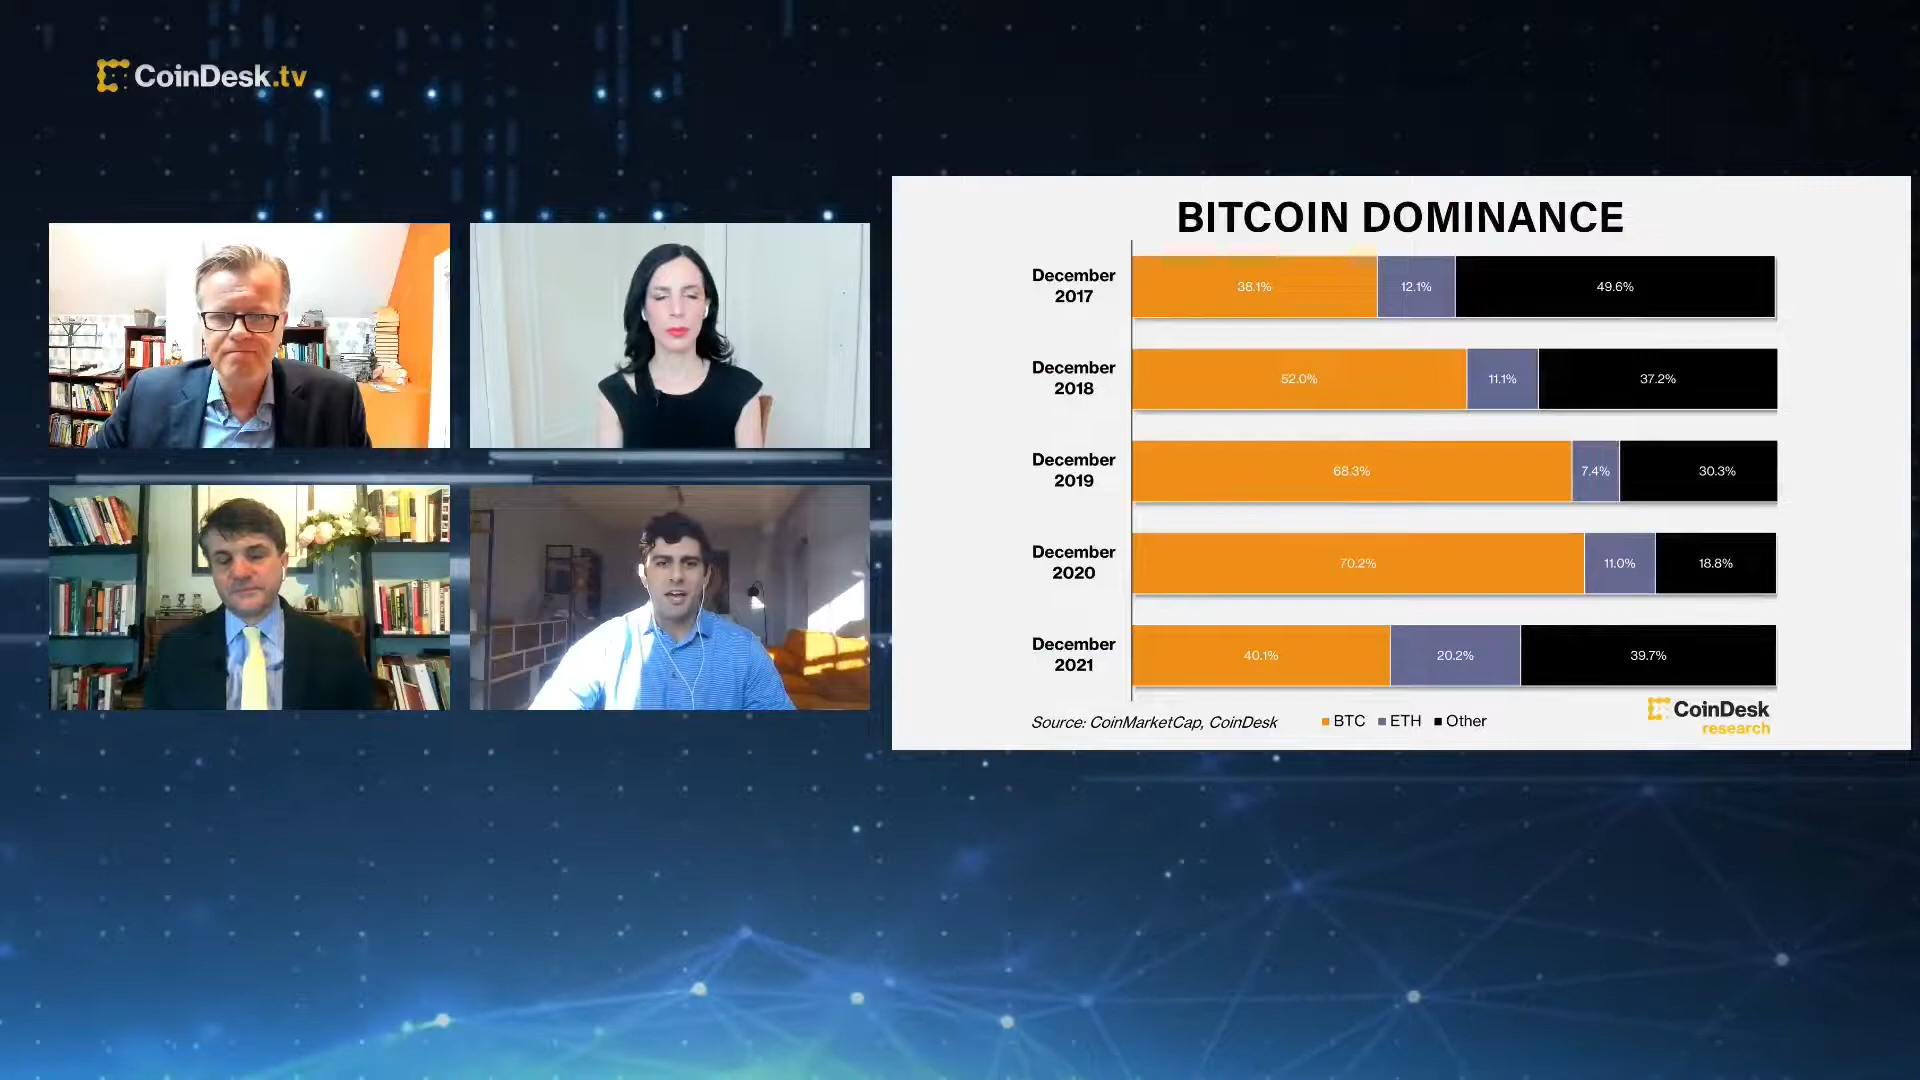 CoinDesk.tv
BITCOIN DOMINANCE
December
2017
38.1%
12.1%
49.6%
December
2018
52.0%
11.1%
37.2%
December
2019
68.3%
7.4%
30.3%
December
2020
70.2%
11.0%
18.8%
December
2021
40.1%
20.2%
39.7%
Source: CoinMarketCap, CoinDesk
BTC ETH Other
CoinDesk
research